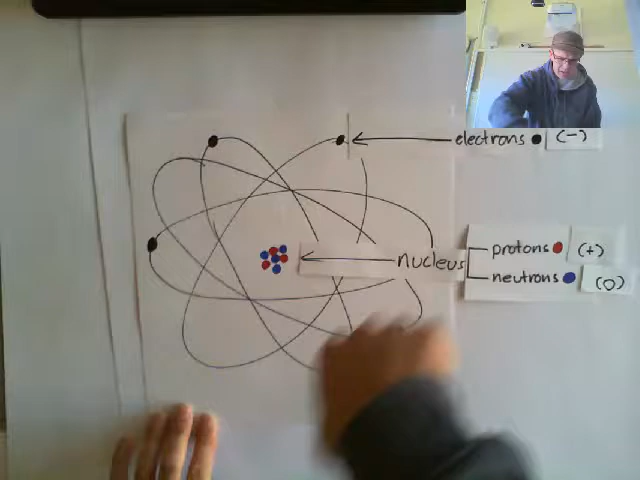 electrons (-)
nucleus
protons (+)
neutrons (0)